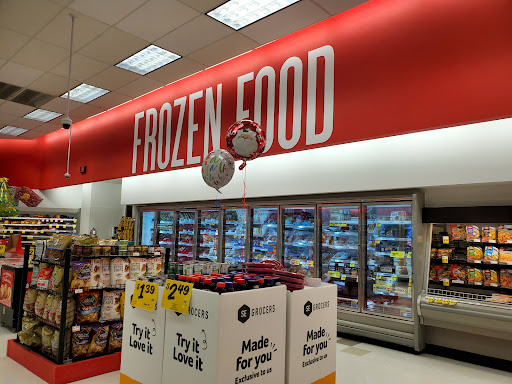 FROZEN FOOD
$1.39
2.49
SE GROCERS
Try it
Love it
Try it
Love it
Made
for you
Exclusive to us
SE GROCERS
Made
for you
Exclusive to us